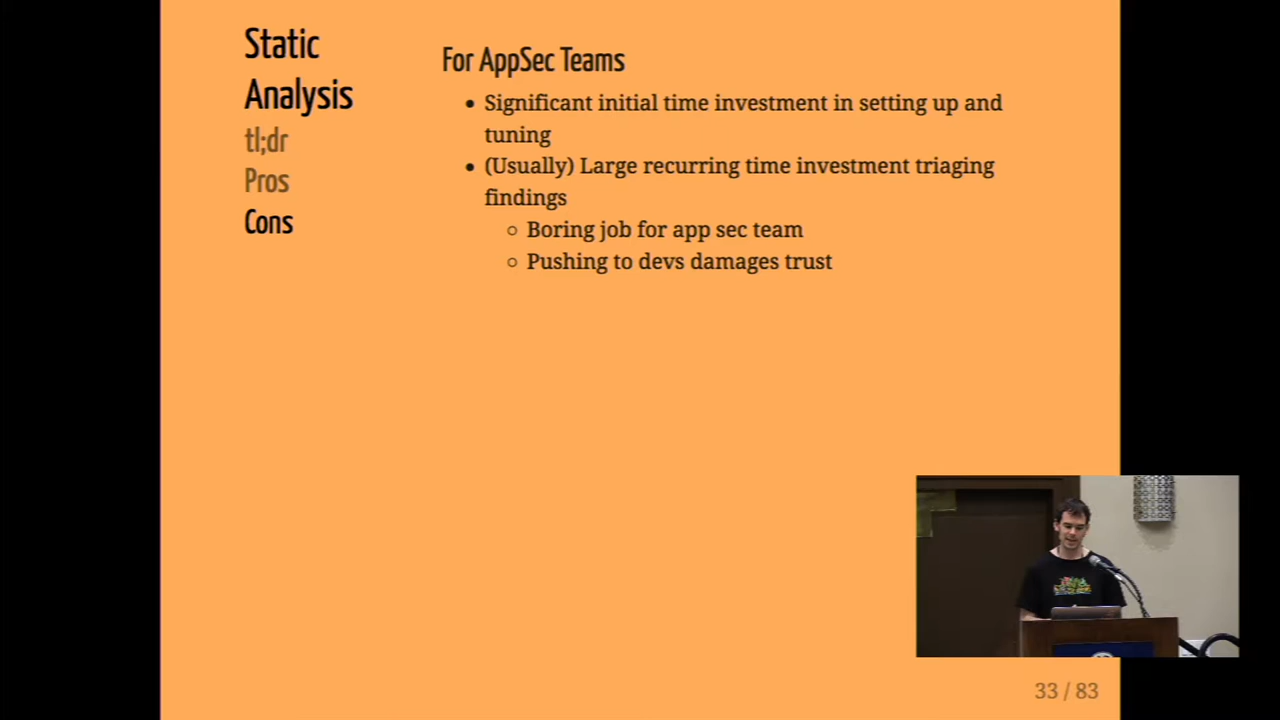 Static
Analysis
tl;dr
Pros
Cons
For AppSec Teams
• Significant initial time investment in setting up and
tuning
• (Usually) Large recurring time investment triaging
findings
○ Boring job for app sec team
○ Pushing to devs damages trust
33 / 83